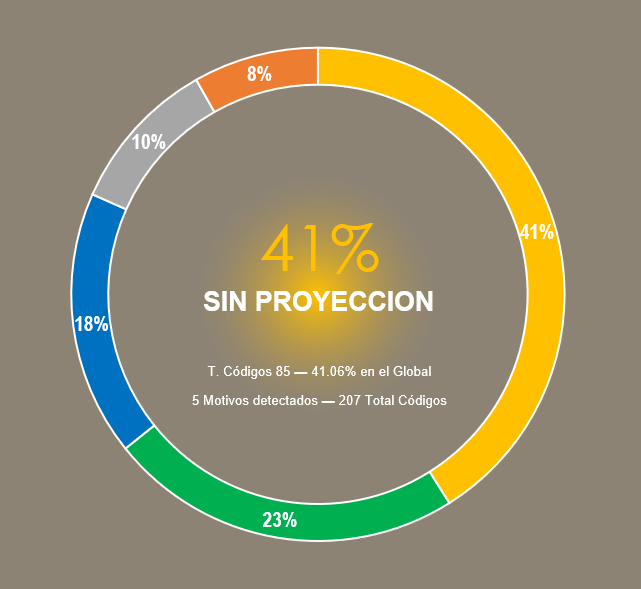 8%
10%
41%
41%
SIN PROYECCION
18%
T. Códigos 85 — 41.06% en el Global
5 Motivos detectados — 207 Total Códigos
23%